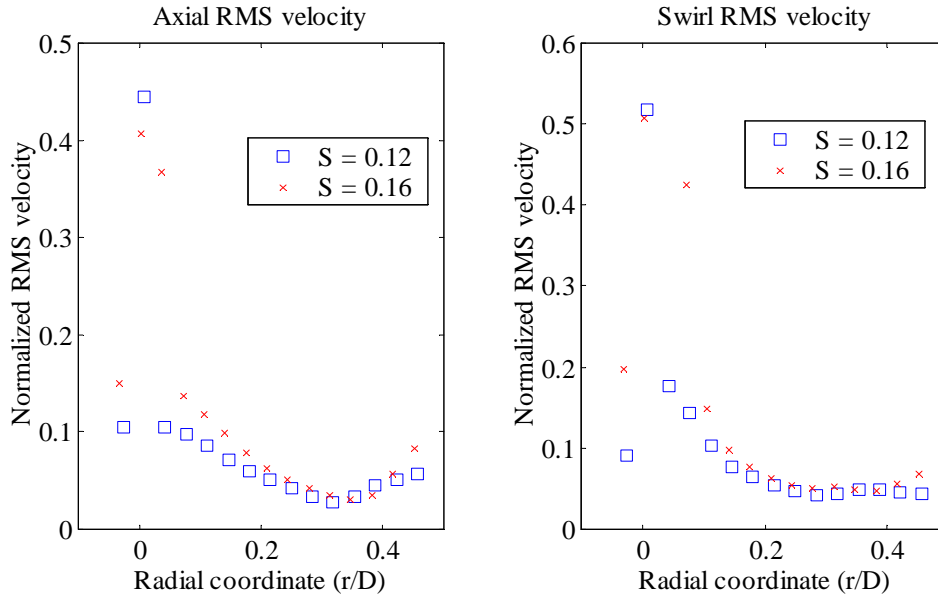 Axial RMS velocity
Normalized RMS velocity
0.5
0.4
0.3
0.2
0.1
0
S = 0.12
S = 0.16
0 0.2 0.4
Radial coordinate (r/D)
Swirl RMS velocity
Normalized RMS velocity
0.6
0.5
0.4
0.3
0.2
0.1
0
S = 0.12
S = 0.16
0 0.2 0.4
Radial coordinate (r/D)